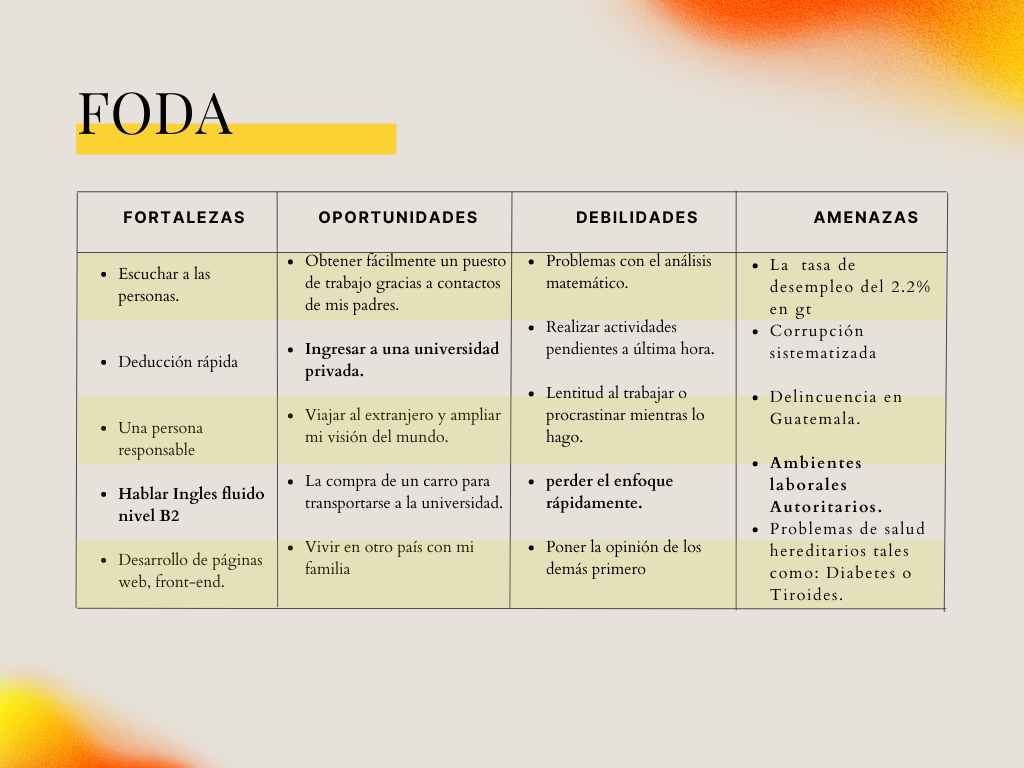 FODA
FORTALEZAS
OPORTUNIDADES
DEBILIDADES
AMENAZAS
Escuchar a las
personas.
Deducción rápida
Una persona
responsable
Hablar Ingles fluido
nivel B2
Desarrollo de páginas
web, front-end.
Obtener fácilmente un puesto
de trabajo gracias a contactos
de mis padres.
Ingresar a una universidad
privada.
Viajar al extranjero y ampliar
mi visión del mundo.
La compra de un carro para
transportarse a la universidad.
Vivir en otro país con mi
familia
Problemas con el análisis
matemático.
Realizar actividades
pendientes a última hora.
Lentitud al trabajar o
procrastinar mientras lo
hago.
perder el enfoque
rápidamente.
Poner la opinión de los
demás primero
La tasa de
desempleo del 2.2%
en gt
Corrupción
sistematizada
Delincuencia en
Guatemala.
Ambientes
laborales
Autoritarios.
Problemas de salud
hereditarios tales
como: Diabetes o
Tiroides.